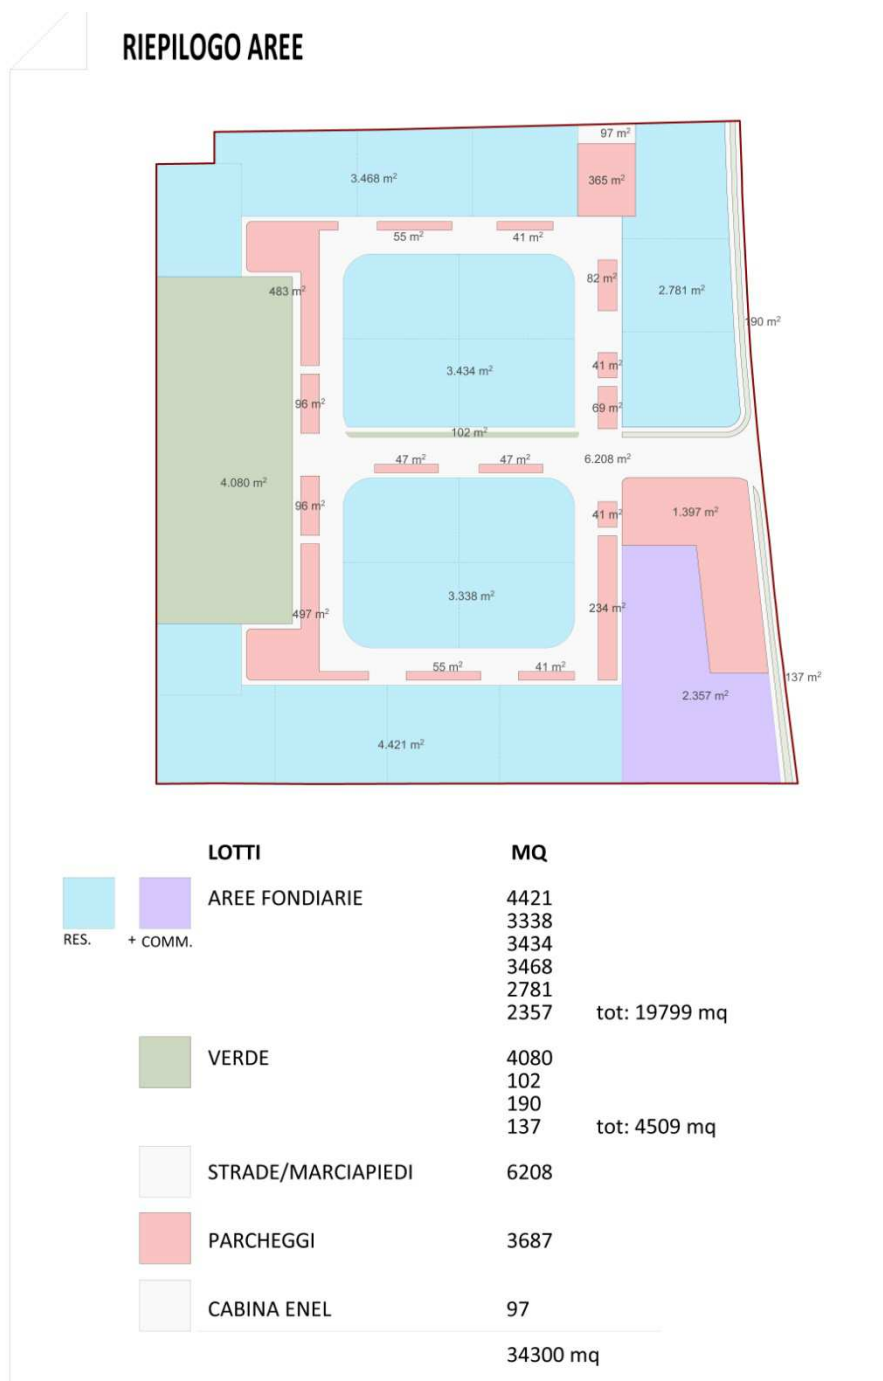 RIEPILOGO AREE
97 m²
3.468 m²
365 m²
55 m²
41 m²
82 m²
483 m²
2.781 m²
190 m²
41 m²
3.434 m²
96 m²
69 m²
102 m²
47 m²
47 m²
6.208 m²
4.080 m²
96 m²
41 m²
1.397 m²
3.338 m²
234 m²
497 m²
55 m²
41 m²
137 m²
2.357 m²
4.421 m²
LOTTI MQ
AREE FONDIARIE 4421
3338
RES. + COMM. 3434
3468
2781
2357 tot: 19799 mq
VERDE 4080
102
190
137 tot: 4509 mq
STRADE/MARCIAPIEDI 6208
PARCHEGGI 3687
CABINA ENEL 97
34300 mq